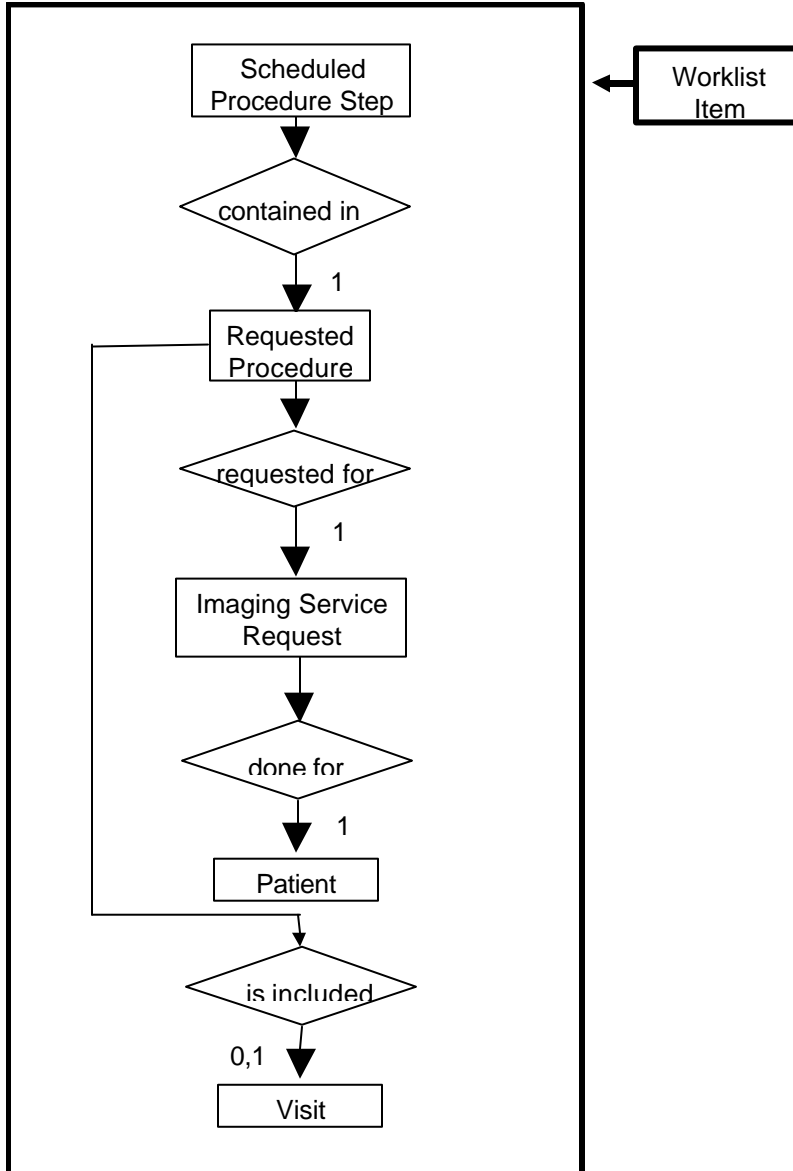 Scheduled
Procedure Step
Worklist
Item
contained in
1
Requested
Procedure
requested for
1
Imaging Service
Request
done for
1
Patient
is included
0,1
Visit